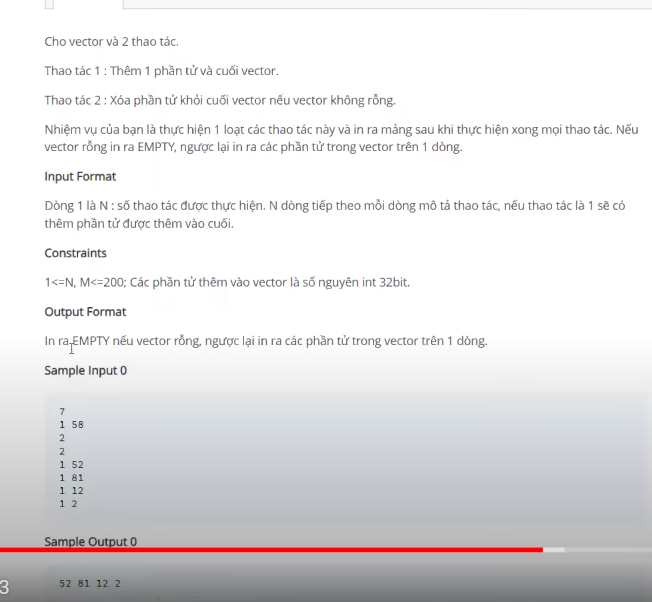 Cho vector và 2 thao tác.
Thao tác 1 : Thêm 1 phần tử và cuối vector.
Thao tác 2 : Xóa phần tử khỏi cuối vector nếu vector không rỗng.
Nhiệm vụ của bạn là thực hiện 1 loạt các thao tác này và in ra mảng sau khi thực hiện xong mọi thao tác. Nếu
vector rỗng in ra EMPTY, ngược lại in ra các phần tử trong vector trên 1 dòng.
Input Format
Dòng 1 là N : số thao tác được thực hiện. N dòng tiếp theo mỗi dòng mô tả thao tác, nếu thao tác là 1 sẽ có
thêm phần tử được thêm vào cuối.
Constraints
1<=N, M<=200; Các phần tử thêm vào vector là số nguyên int 32bit.
Output Format
In ra EMPTY nếu vector rỗng, ngược lại in ra các phần tử trong vector trên 1 dòng.
Sample Input 0
7
1 58
2
2
1 52
1 81
1 12
1 2
Sample Output 0
3
52 81 12 2